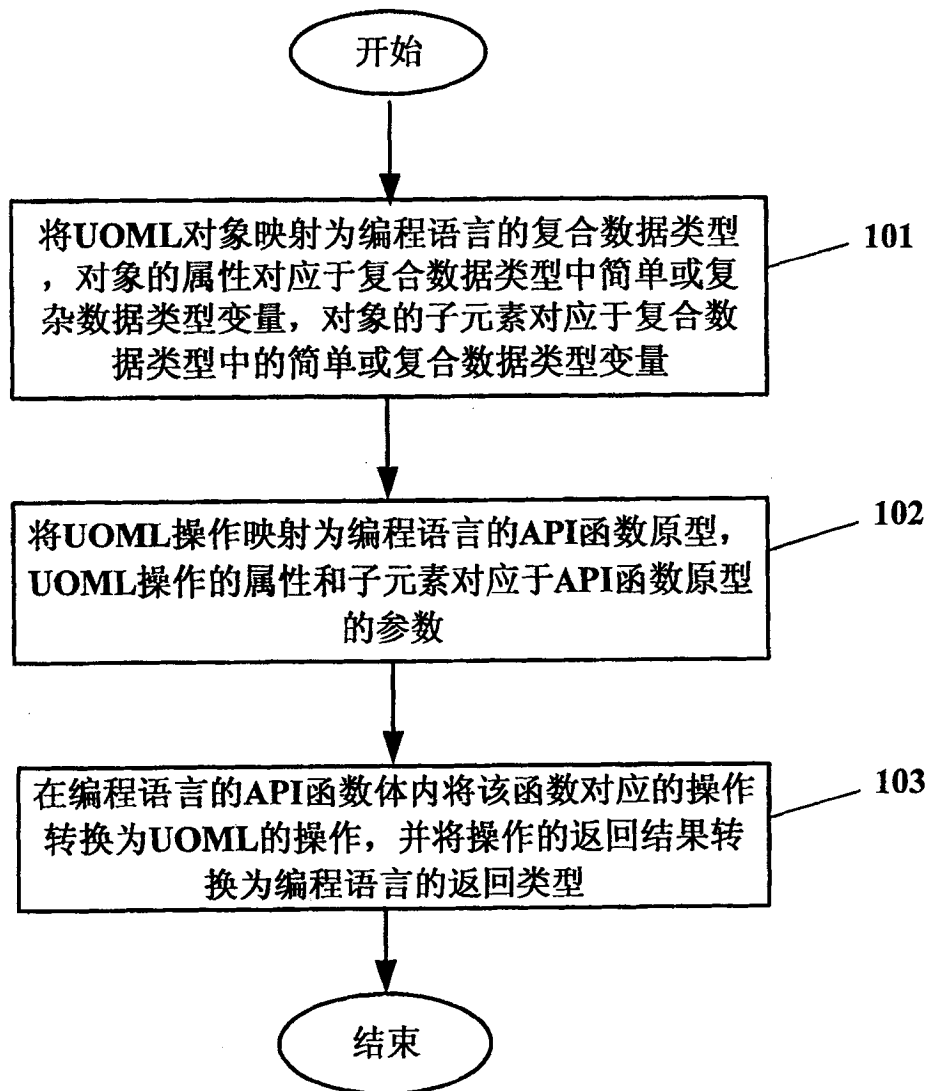 开始
将UOML对象映射为编程语言的复合数据类型
，对象的属性对应于复合数据类型中简单或复
杂数据类型变量，对象的子元素对应于复合数
据类型中的简单或复合数据类型变量
101
将UOML操作映射为编程语言的API函数原型，
UOML操作的属性和子元素对应于API函数原型
的参数
102
在编程语言的API函数体内将该函数对应的操作
转换为UOML的操作，并将操作的返回结果转
换为编程语言的返回类型
103
结束